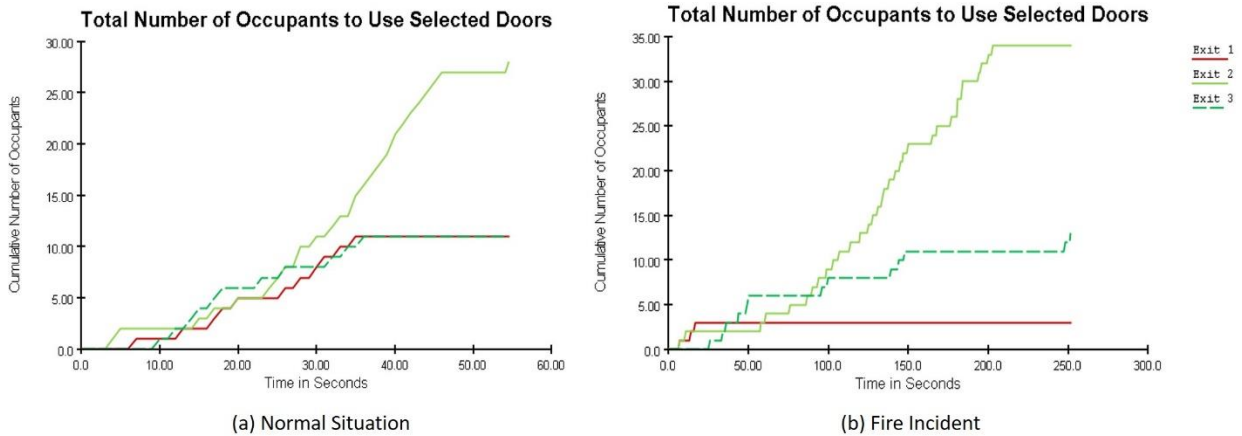 Total Number of Occupants to Use Selected Doors
30.00
25.00
20.00
15.00
10.00
5.00
0.0
Cumulative Number of Occupants
0.0 10.00 20.00 30.00 40.00 50.00 60.00
Time in Seconds
(a) Normal Situation
Total Number of Occupants to Use Selected Doors
35.00
30.00
25.00
20.00
15.00
10.00
5.00
0.0
Cumulative Number of Occupants
0.0 50.00 100.0 150.0 200.0 250.0 300.0
Time in Seconds
(b) Fire Incident
Exit 1
Exit 2
Exit 3